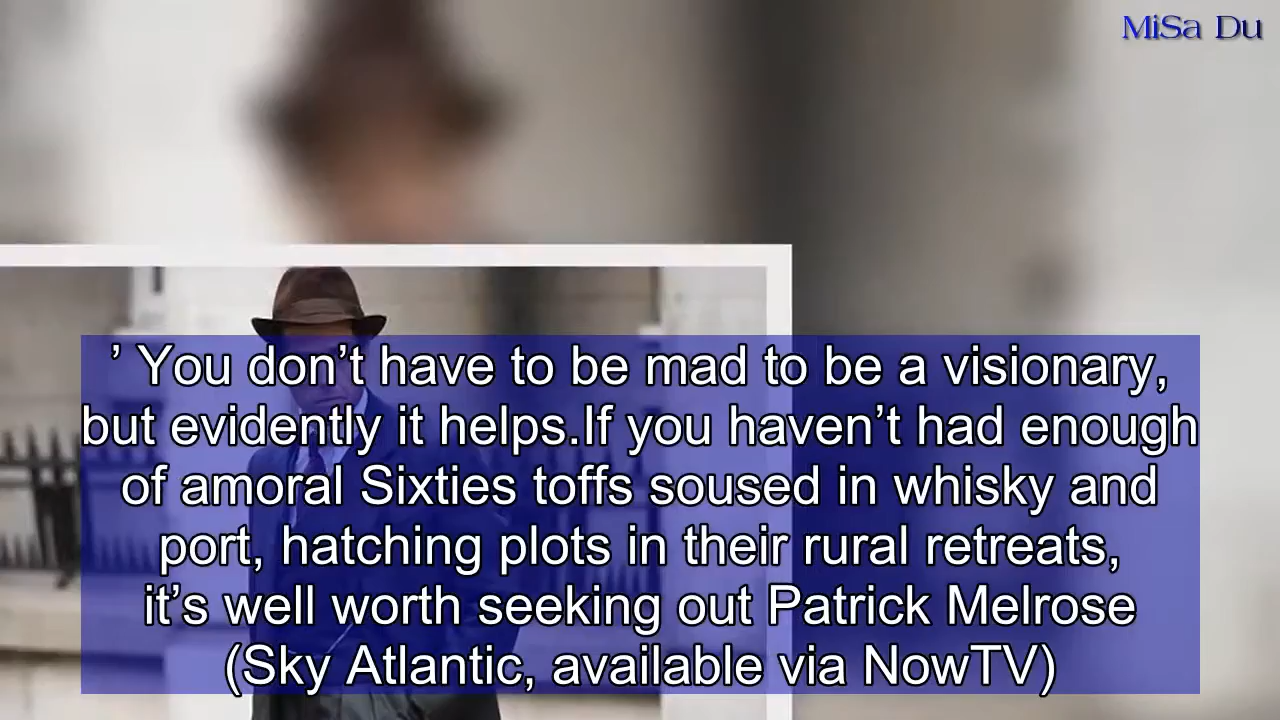 MiSa Du
’ You don’t have to be mad to be a visionary,
but evidently it helps.If you haven’t had enough
of amoral Sixties toffs soused in whisky and
port, hatching plots in their rural retreats,
it’s well worth seeking out Patrick Melrose
(Sky Atlantic, available via NowTV)